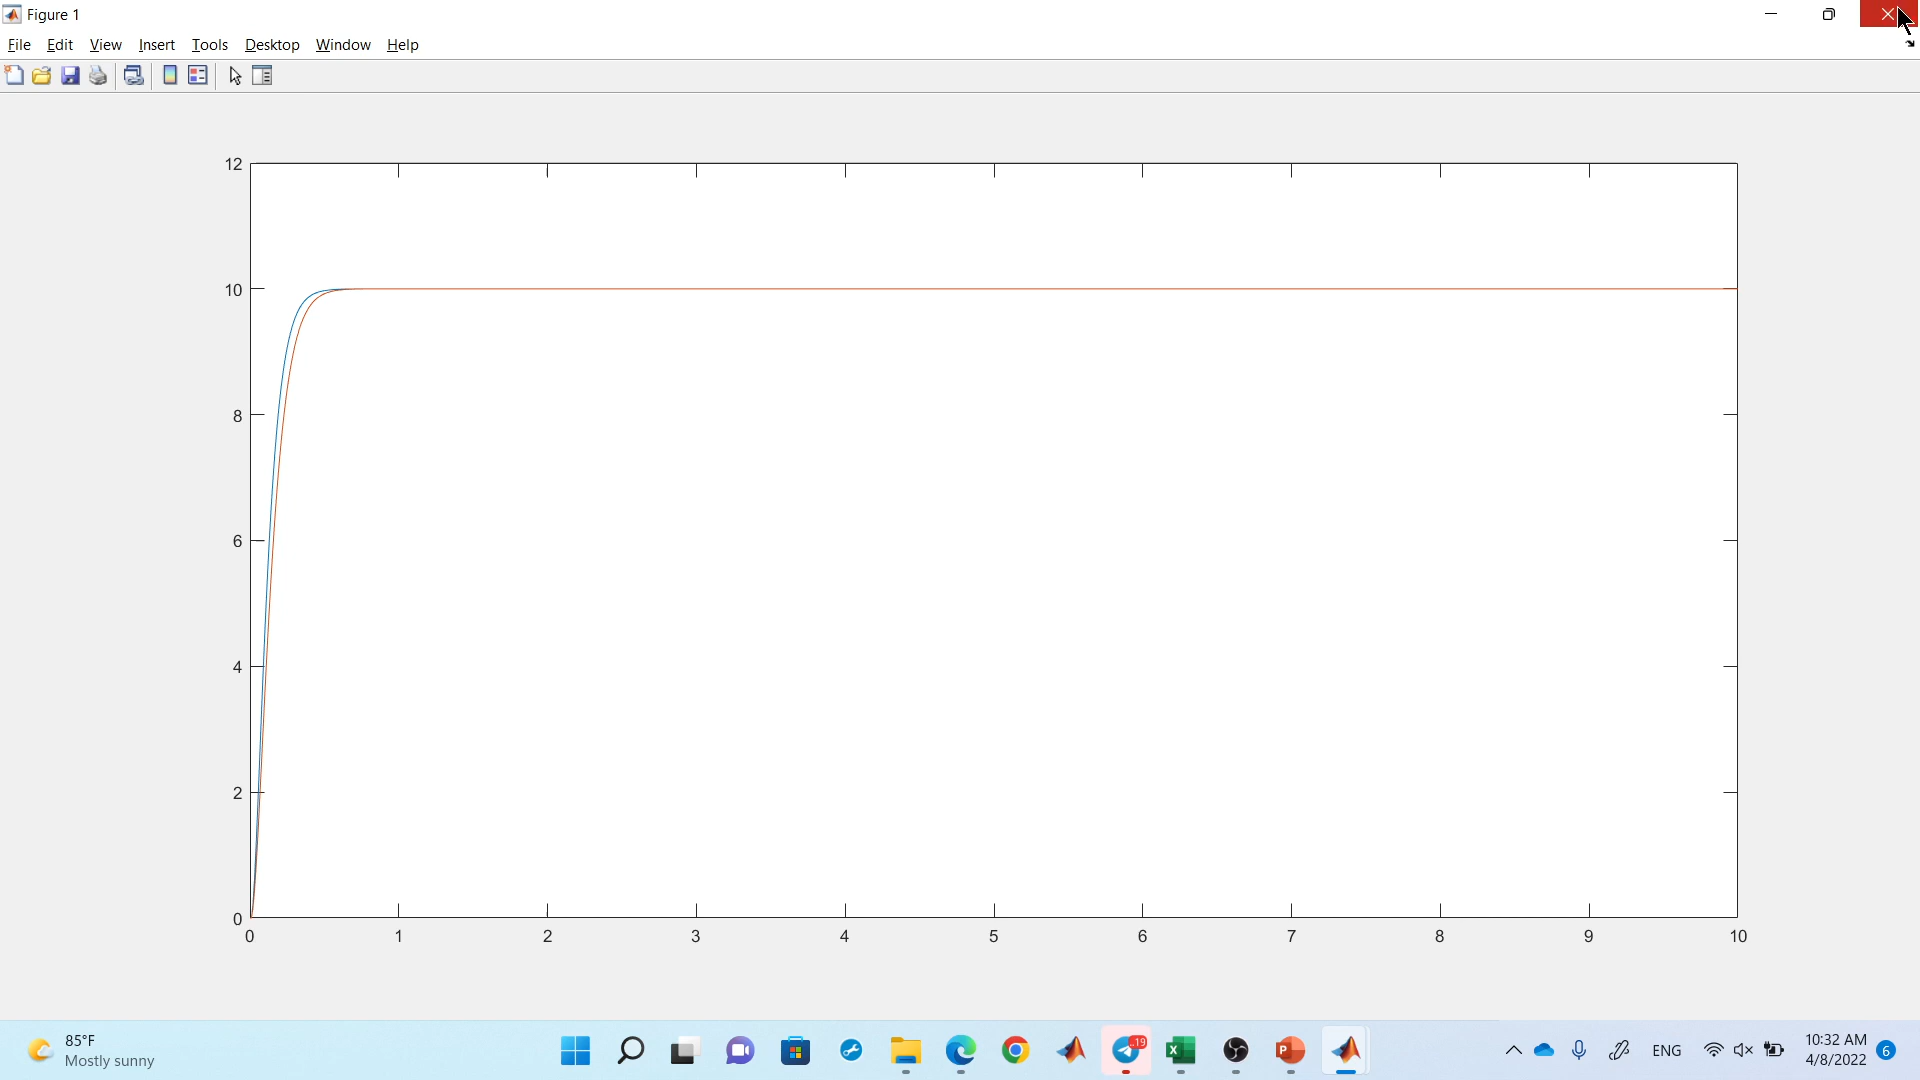 Figure 1
File Edit View Insert Tools Desktop Window Help
12
10
8
6
4
2
0
0 1 2 3 4 5 6 7 8 9 10
85°F
Mostly sunny
19
ENG
10:32 AM
4/8/2022
6